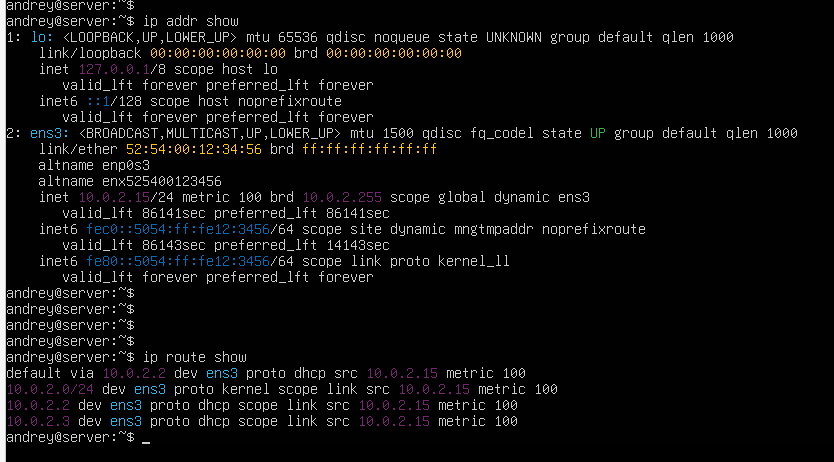 andrey@server:~$
andrey@server:~$ ip addr show
1: lo: <LOOPBACK,UP,LOWER_UP> mtu 65536 qdisc noqueue state UNKNOWN group default qlen 1000
    link/loopback 00:00:00:00:00:00 brd 00:00:00:00:00:00
    inet 127.0.0.1/8 scope host lo
       valid_lft forever preferred_lft forever
    inet6 ::1/128 scope host noprefixroute
       valid_lft forever preferred_lft forever
2: ens3: <BROADCAST,MULTICAST,UP,LOWER_UP> mtu 1500 qdisc fq_codel state UP group default qlen 1000
    link/ether 52:54:00:12:34:56 brd ff:ff:ff:ff:ff:ff
    altname enp0s3
    altname enx525400123456
    inet 10.0.2.15/24 metric 100 brd 10.0.2.255 scope global dynamic ens3
       valid_lft 86141sec preferred_lft 86141sec
    inet6 fec0::5054:ff:fe12:3456/64 scope site dynamic mngtmpaddr noprefixroute
       valid_lft 86143sec preferred_lft 14143sec
    inet6 fe80::5054:ff:fe12:3456/64 scope link proto kernel_ll
       valid_lft forever preferred_lft forever
andrey@server:~$
andrey@server:~$
andrey@server:~$
andrey@server:~$
andrey@server:~$ ip route show
default via 10.0.2.2 dev ens3 proto dhcp src 10.0.2.15 metric 100
10.0.2.0/24 dev ens3 proto kernel scope link src 10.0.2.15 metric 100
10.0.2.2 dev ens3 proto dhcp scope link src 10.0.2.15 metric 100
10.0.2.3 dev ens3 proto dhcp scope link src 10.0.2.15 metric 100
andrey@server:~$ _